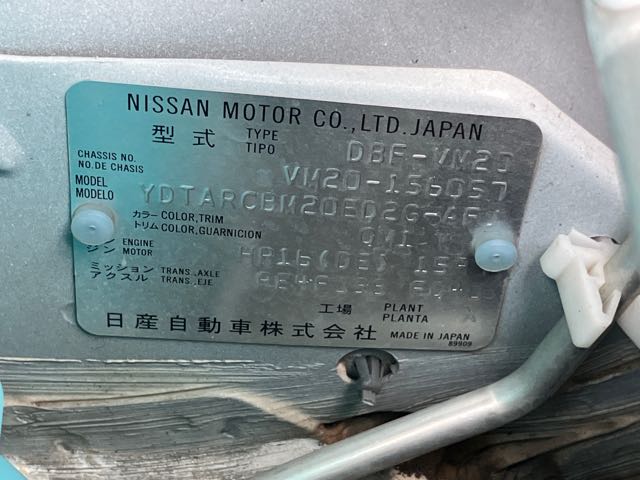 NISSAN MOTOR CO.,LTD.JAPAN
型式 TYPE TIPO DBF-VM20
CHASSIS NO. NO.DE CHASIS VM20-156057
MODEL MODELO
カラー COLOR,TRIM
トリム COLOR,GUARNICION
ENGINE
ジン MOTOR HR16(DE)
ミッション TRANS.,AXLE
アクスル TRANS.,EJE
工場 PLANT PLANTA A
日産自動車株式会社 MADE IN JAPAN
89909